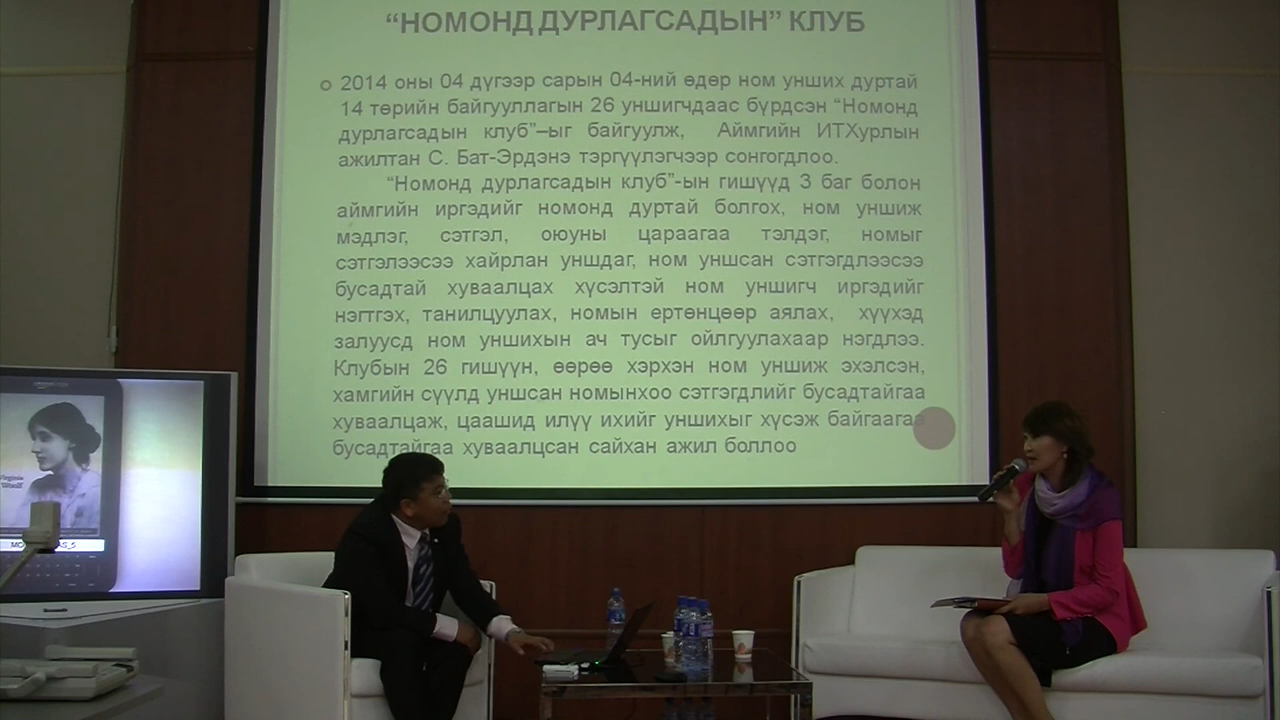 “НОМОНД ДУРЛАГСАДЫН” КЛУБ
2014 оны 04 дүгээр сарын 04-ний өдөр ном унших дуртай
14 төрийн байгууллагын 26 уншигчдаас бүрдсэн “Номонд
дурлагсадын клуб”–ыг байгуулж, Аймгийн ИТХурлын
ажилтан С. Бат-Эрдэнэ тэргүүлэгчээр сонгогдлоо.
“Номонд дурлагсадын клуб”-ын гишүүд 3 баг болон
аймгийн иргэдийг номонд дуртай болгох, ном уншиж
мэдлэг, сэтгэл, оюуны цараагаа тэлдэг, номыг
сэтгэлээсээ хайрлан уншдаг, ном уншсан сэтгэгдлээсээ
бусадтай хуваалцах хүсэлтэй ном уншигч иргэдийг
нэгтгэх, танилцуулах, номын ертөнцөөр аялах, хүүхэд
залуусд ном уншихын ач тусыг ойлгуулахаар нэгдлээ.
Клубын 26 гишүүн, өөрөө хэрхэн ном уншиж эхэлсэн,
хамгийн сүүлд уншсан номынхоо сэтгэгдлийг бусадтайгаа
хуваалцаж, цаашид илүү ихийг уншихыг хүсэж байгаагаа
бусадтайгаа хуваалцсан сайхан ажил боллоо
Virginia
Woolf